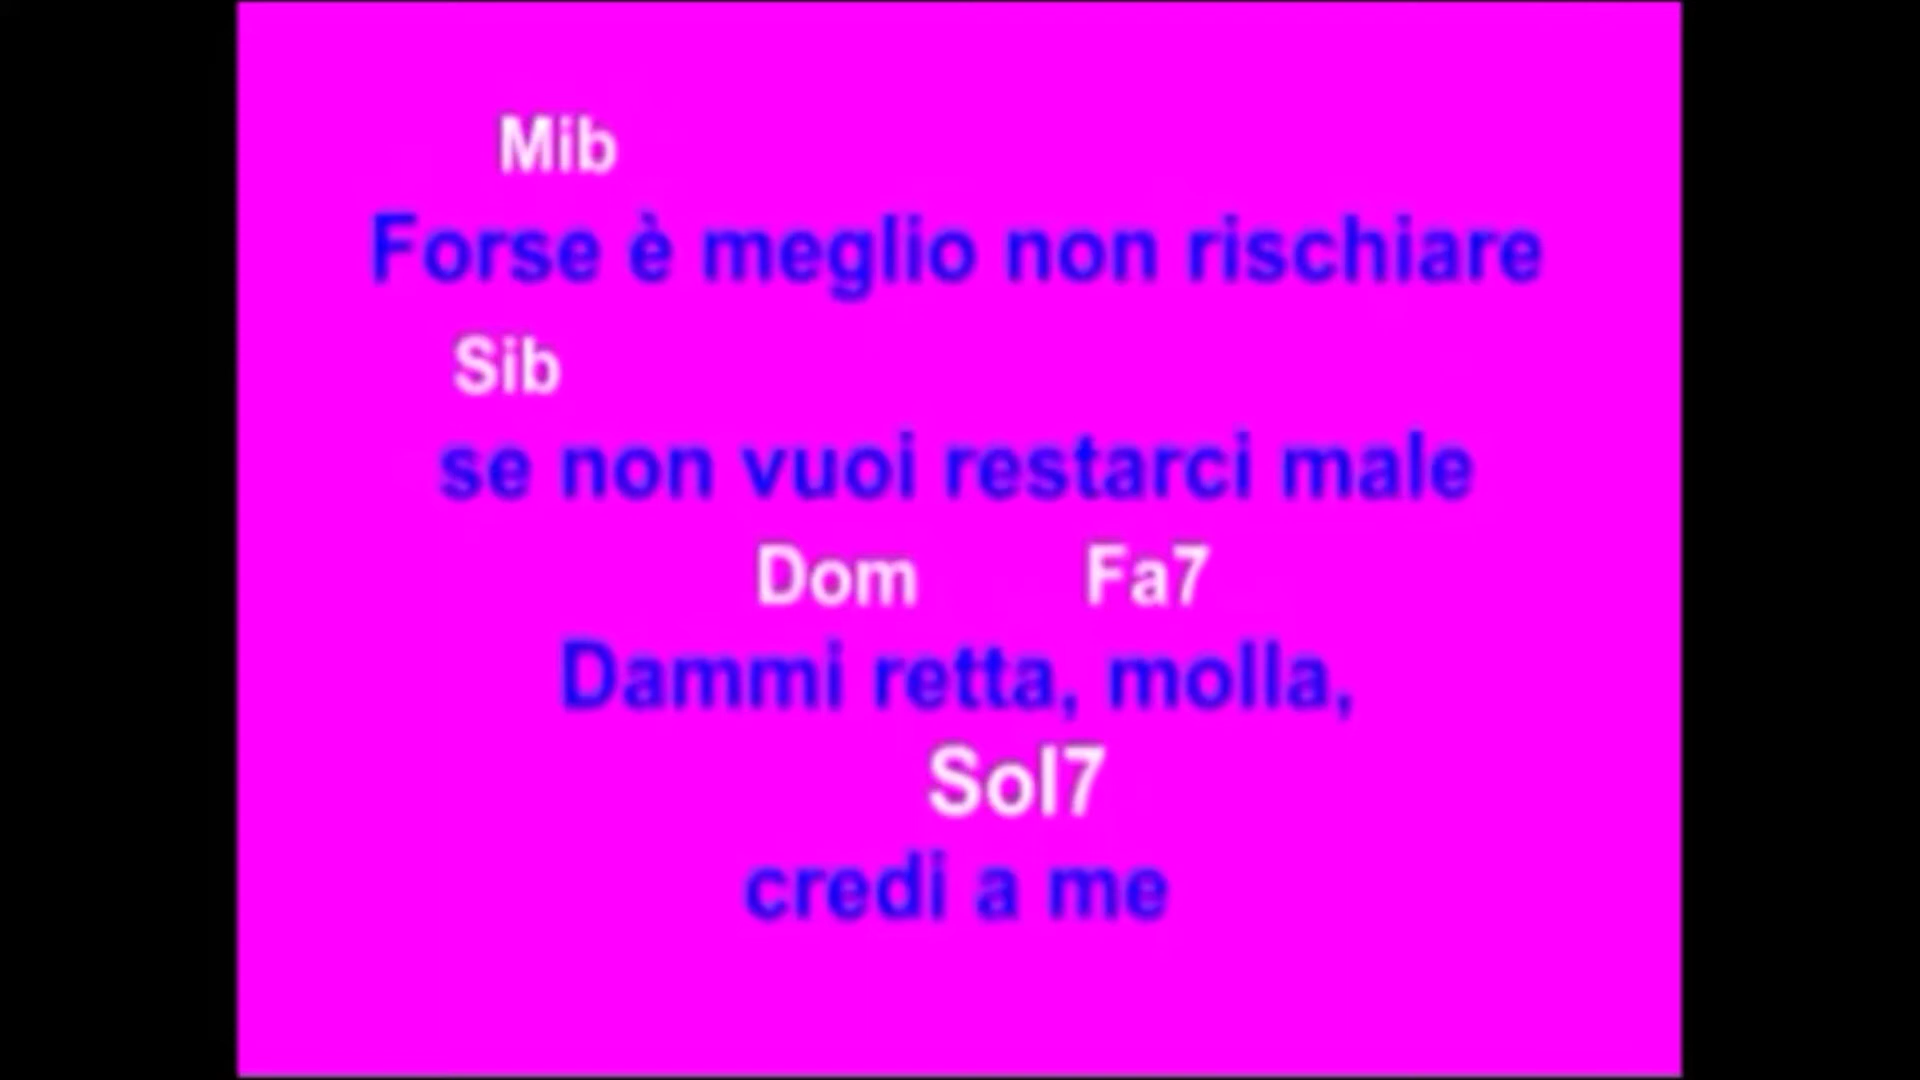 Mib
Forse è meglio non rischiare
Sib
se non vuoi restarci male
Dom Fa7
Dammi retta, molla,
Sol7
credi a me